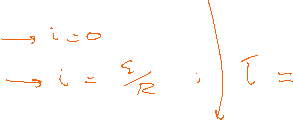 → i = 0
→ i = ε/R ; τ =